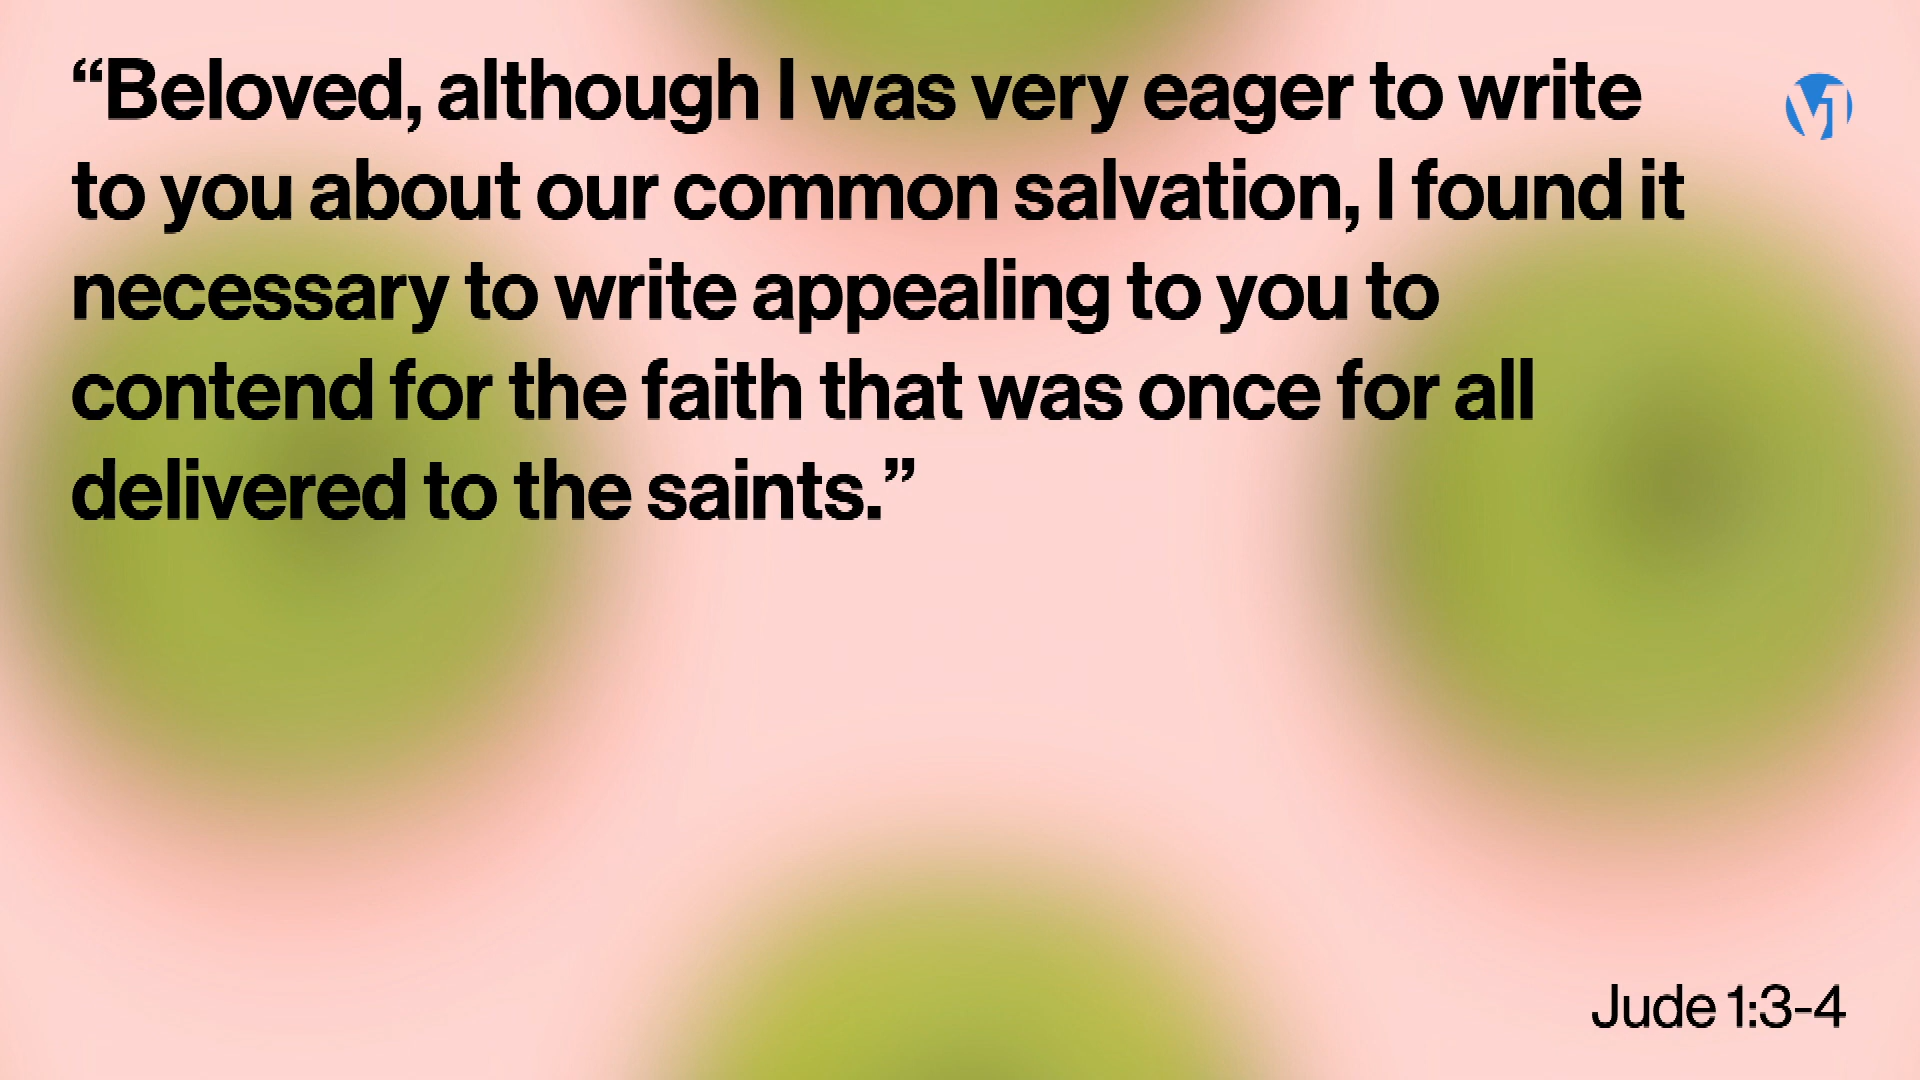 “Beloved, although I was very eager to write
to you about our common salvation, I found it
necessary to write appealing to you to
contend for the faith that was once for all
delivered to the saints.”
Jude 1:3-4